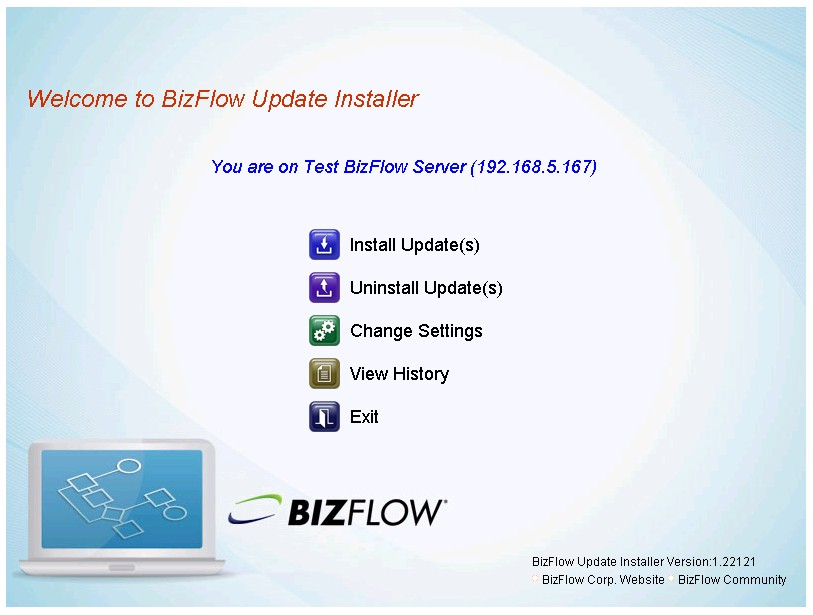 Welcome to BizFlow Update Installer
You are on Test BizFlow Server (192.168.5.167)
Install Update(s)
Uninstall Update(s)
Change Settings
View History
Exit
BIZFLOW
BizFlow Update Installer Version:1.22121
BizFlow Corp. Website BizFlow Community